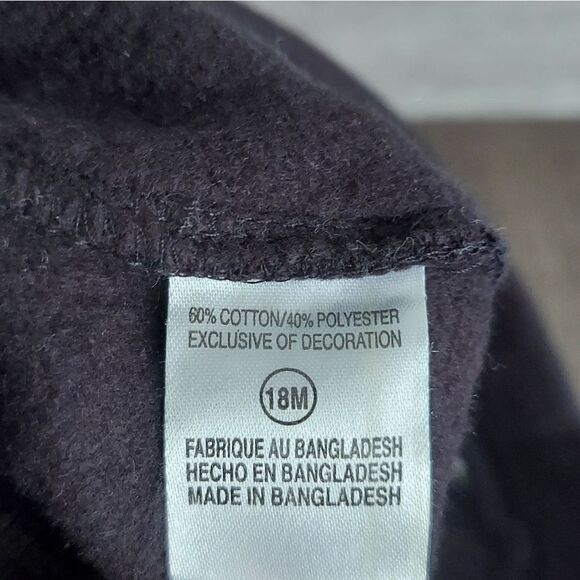 60% COTTON/40% POLYESTER
EXCLUSIVE OF DECORATION
18M
FABRIQUE AU BANGLADESH
HECHO EN BANGLADESH
MADE IN BANGLADESH